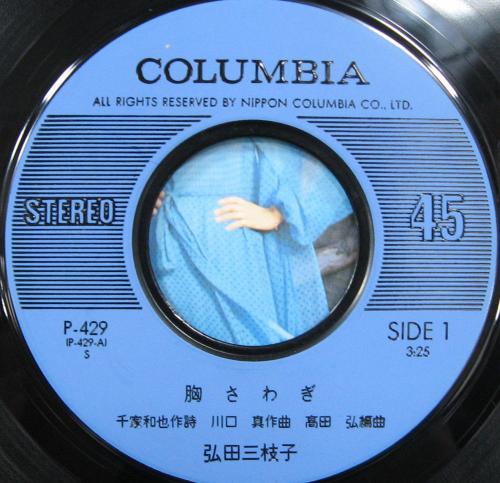 COLUMBIA
ALL RIGHTS RESERVED BY NIPPON COLUMBIA CO., LTD.
STEREO
45
P-429
(P-429-A)
S
SIDE 1
3:25
胸さわぎ
千家和也作詩 川口 真作曲 高田 弘編曲
弘田三枝子